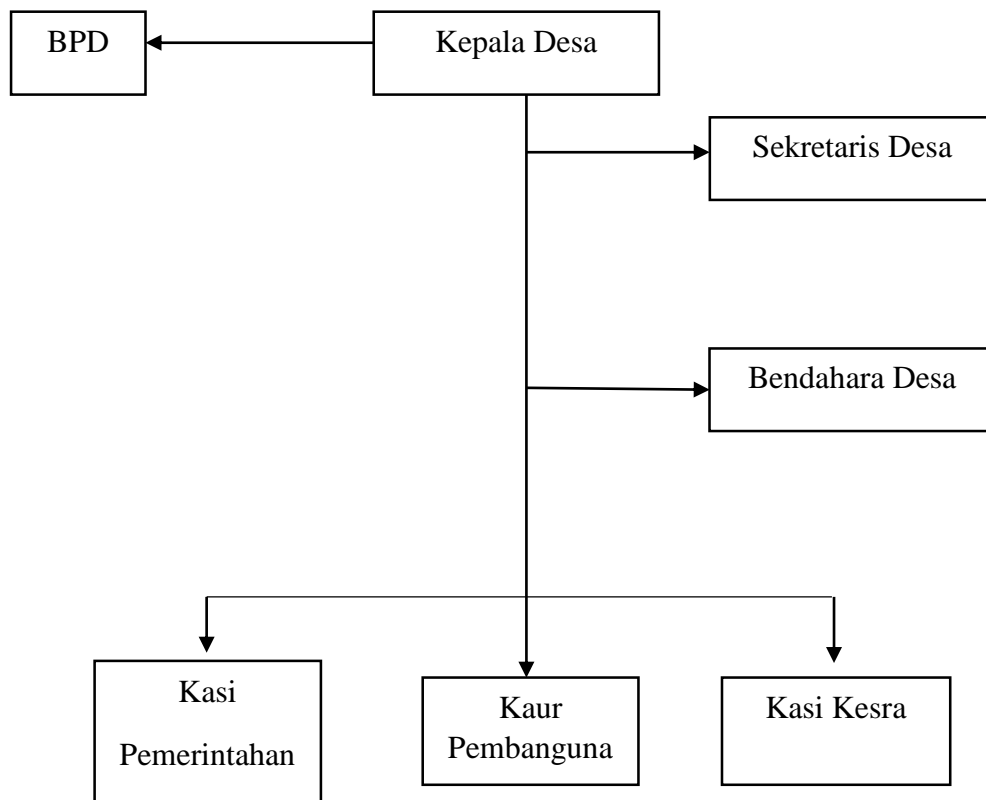 BPD
Kepala Desa
Sekretaris Desa
Bendahara Desa
Kasi
Pemerintahan
Kaur
Pembanguna
Kasi Kesra